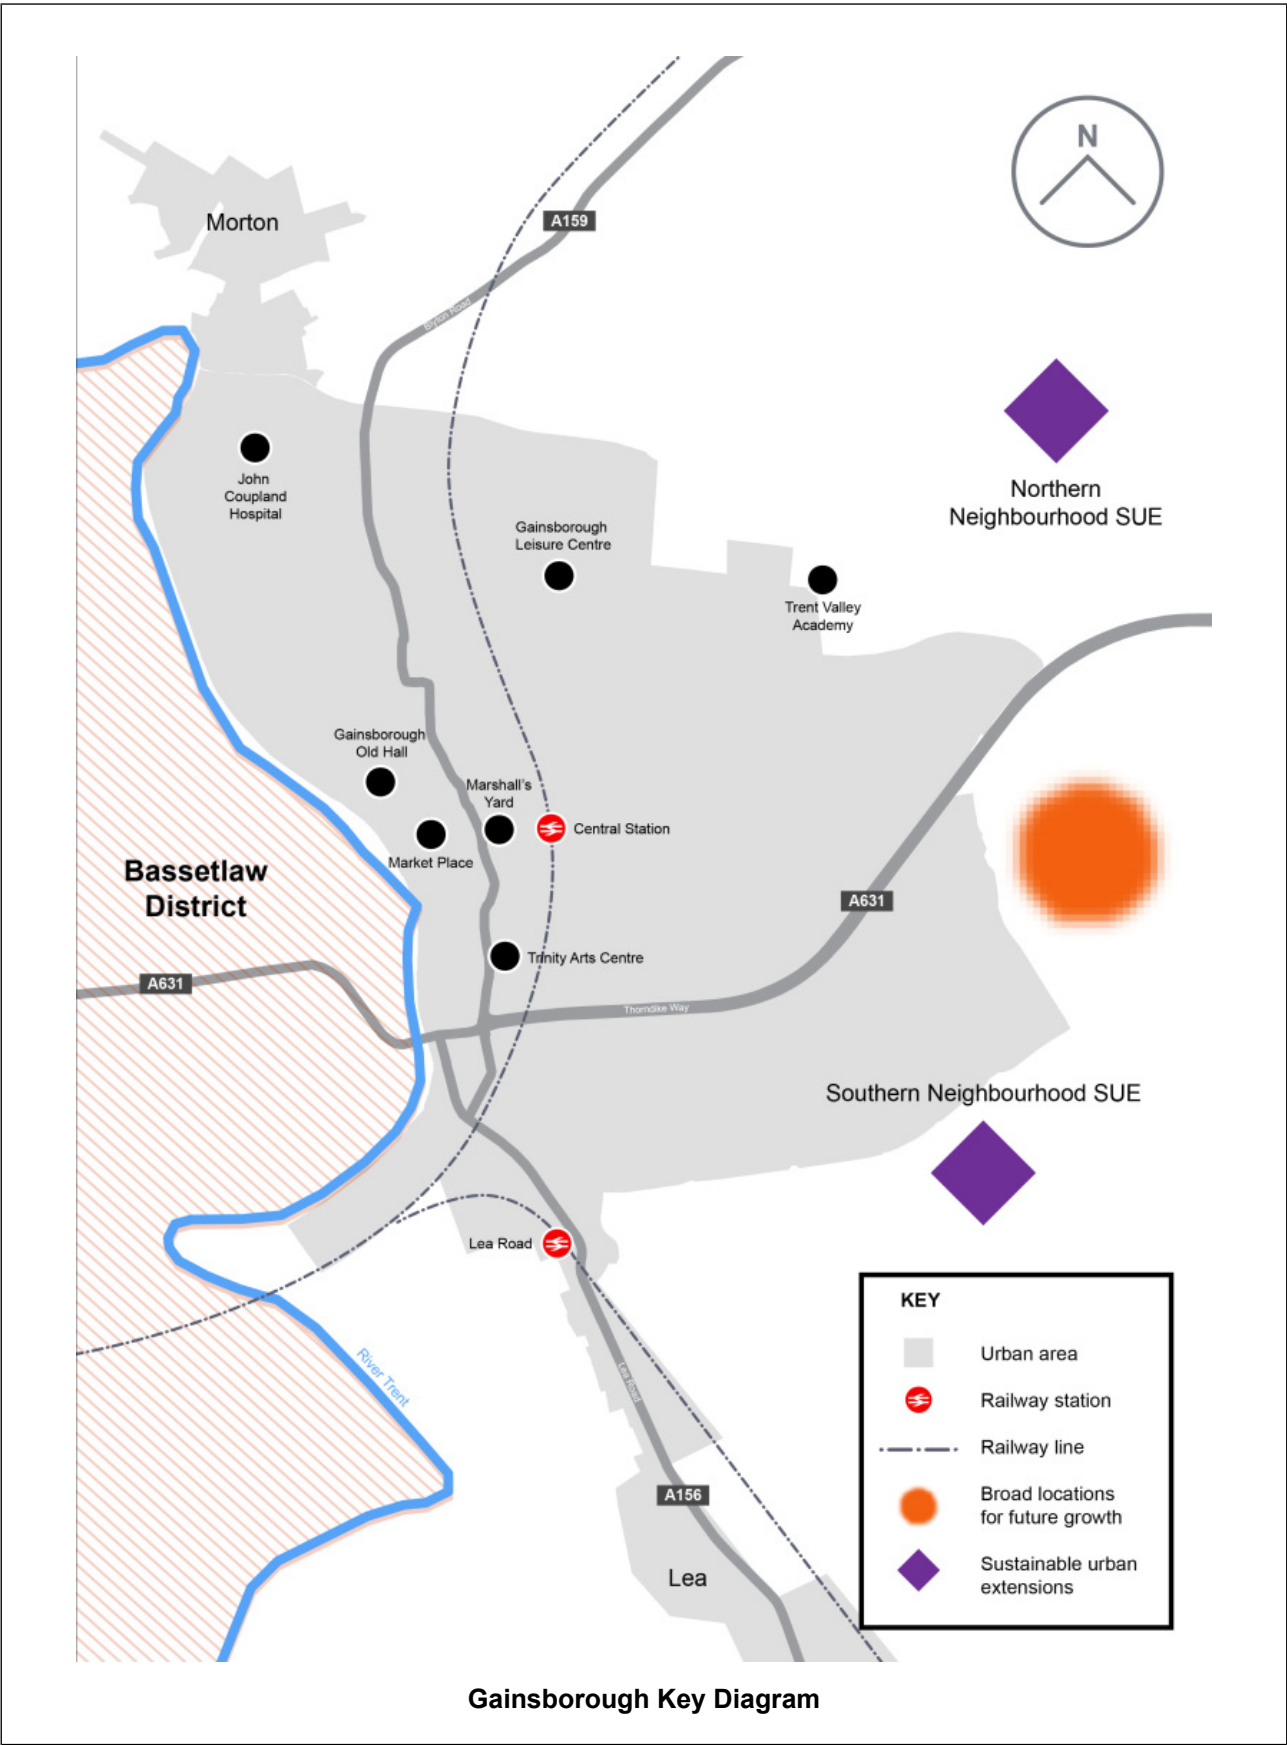 N
Morton
A159
Blyton Road
John
Coupland
Hospital
Northern
Neighbourhood SUE
Gainsborough
Leisure Centre
Trent Valley
Academy
Gainsborough
Old Hall
Marshall's
Yard
Central Station
Market Place
Bassetlaw
District
A631
Trinity Arts Centre
A631
Thorndike Way
Southern Neighbourhood SUE
Lea Road
River Trent
Lea Road
A156
Lea
KEY
Urban area
Railway station
Railway line
Broad locations
for future growth
Sustainable urban
extensions
Gainsborough Key Diagram